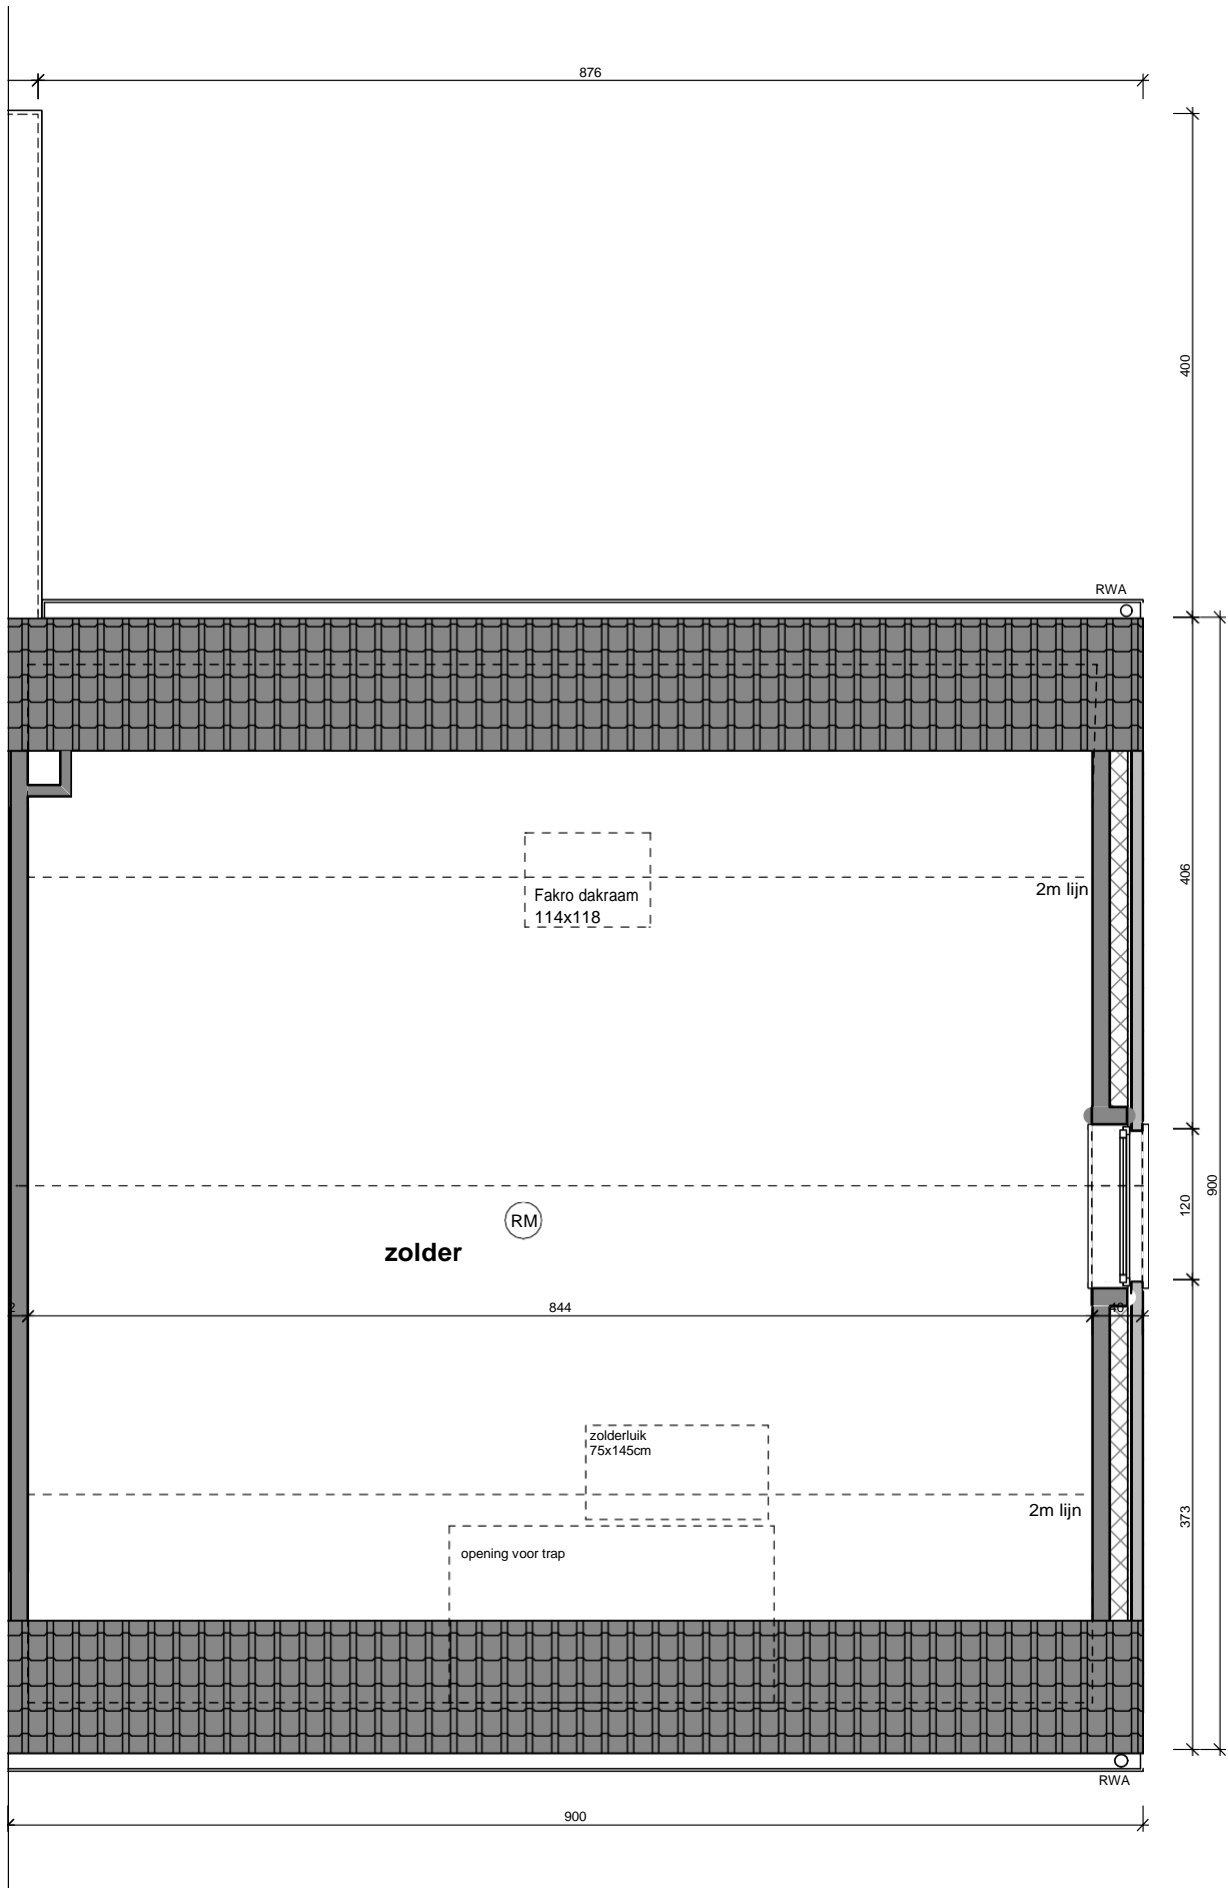 876
400
RWA
406
2m lijn
Fakro dakraam
114x118
120
900
RM
zolder
2
844
40
zolderluik
75x145cm
2m lijn
373
opening voor trap
RWA
900